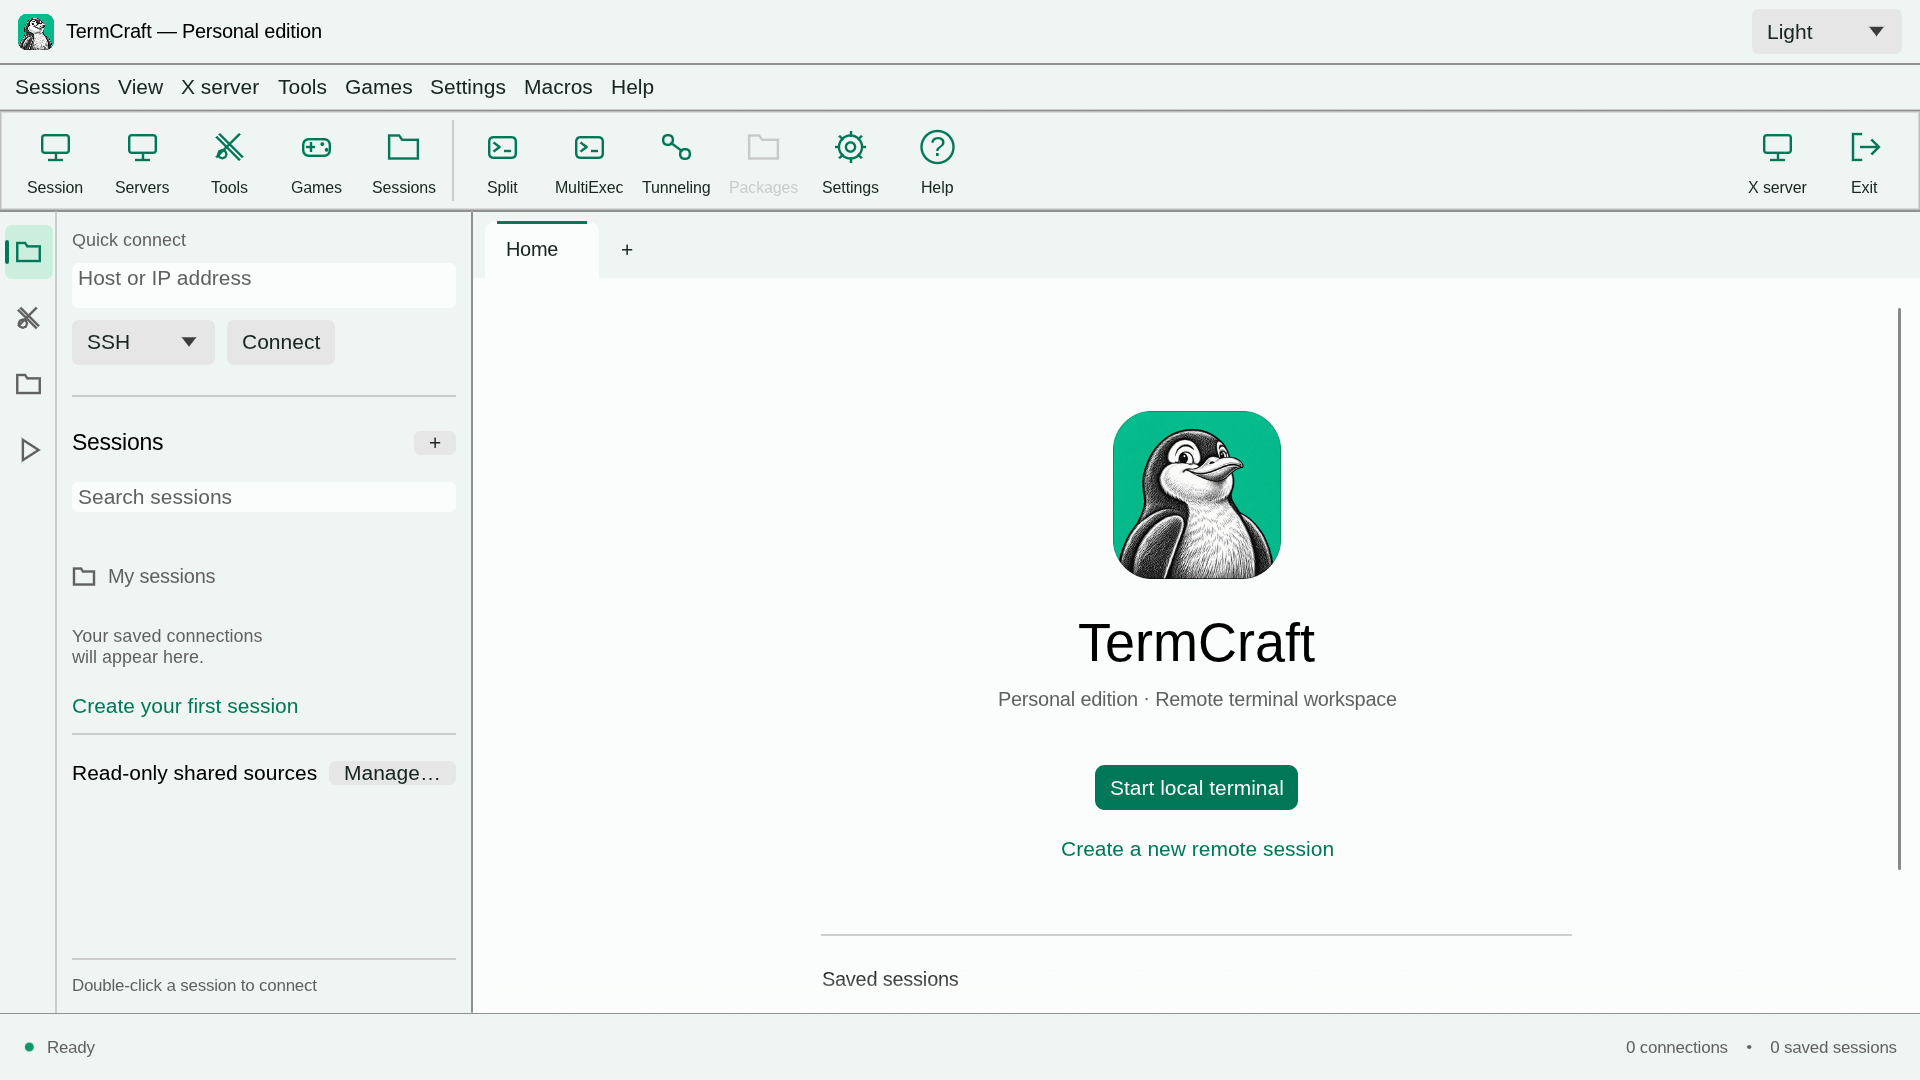 TermCraft — Personal edition
Light
Sessions View X server Tools Games Settings Macros Help
Session Servers Tools Games Sessions Split MultiExec Tunneling Packages Settings Help X server Exit
Quick connect
Host or IP address
SSH Connect
Sessions +
Search sessions
My sessions
Your saved connections
will appear here.
Create your first session
Read-only shared sources Manage…
Double-click a session to connect
Home +
TermCraft
Personal edition · Remote terminal workspace
Start local terminal
Create a new remote session
Saved sessions
Ready
0 connections • 0 saved sessions